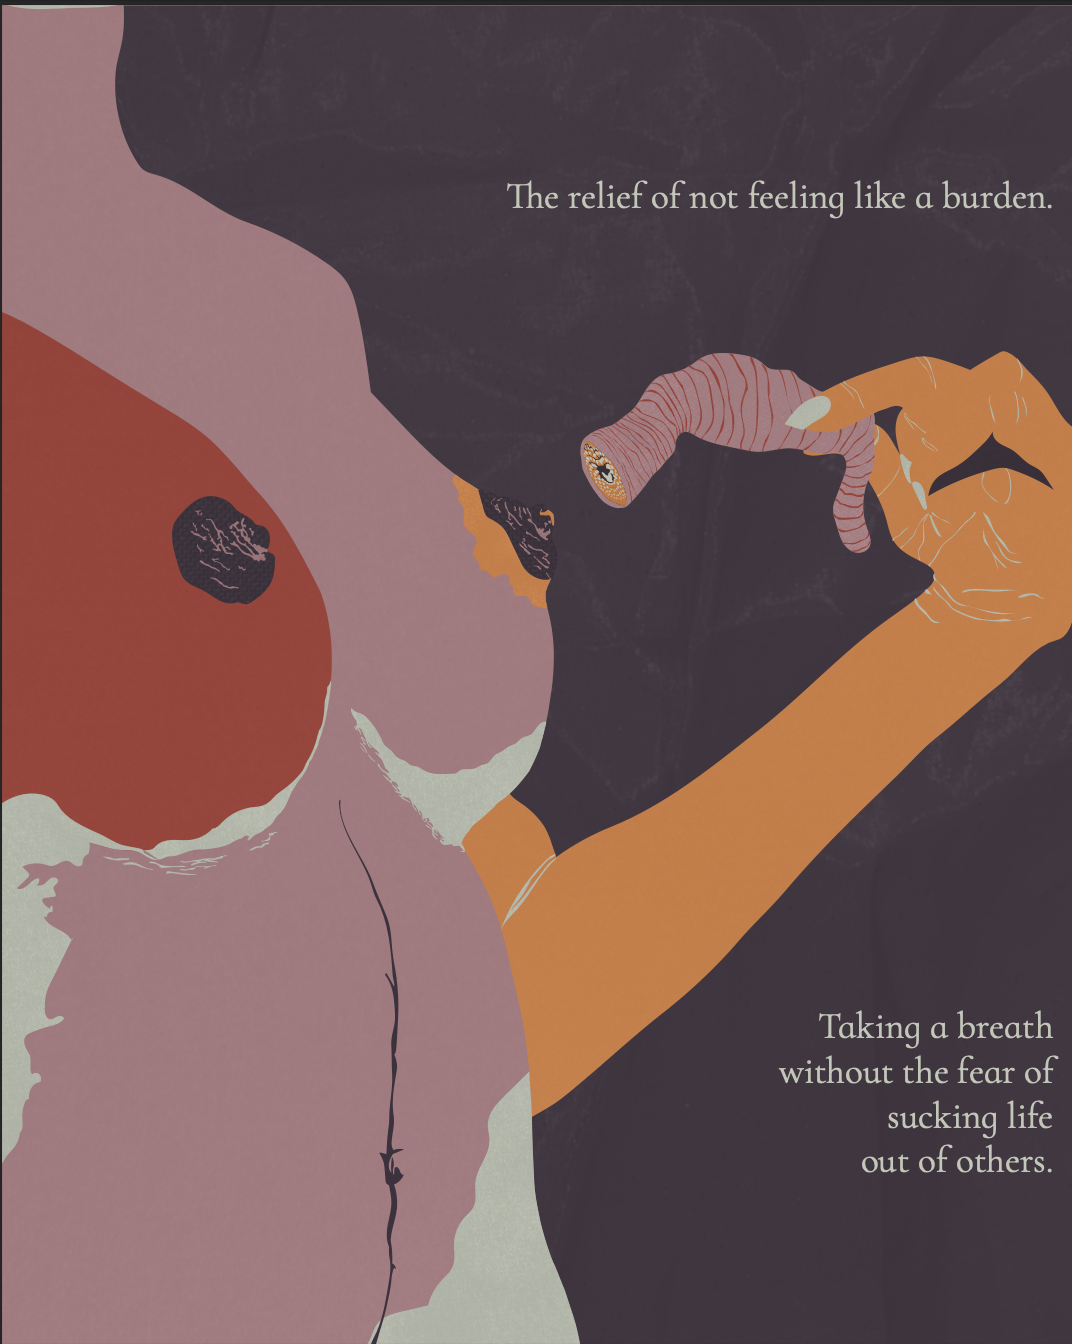 The relief of not feeling like a burden.
Taking a breath
without the fear of
sucking life
out of others.